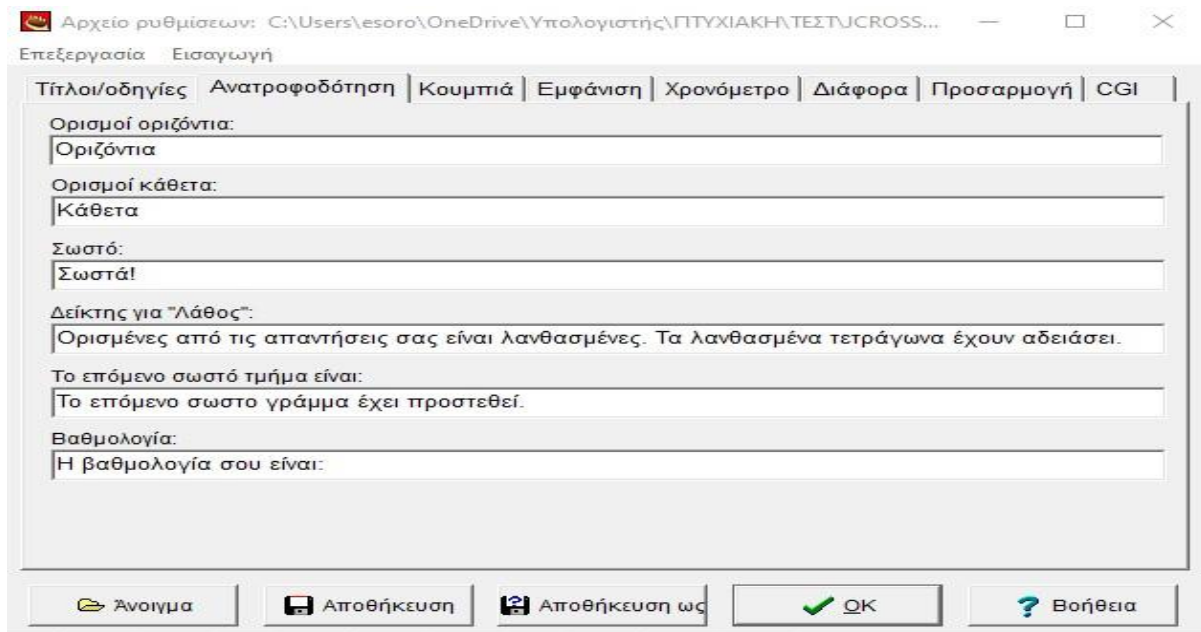 Αρχείο ρυθμίσεων: C:\Users\esoro\OneDrive\Υπολογιστής\ΠΤΥΧΙΑΚΗ\ΤΕΣΤ\JCROSS...
Επεξεργασία Εισαγωγή
Τίτλοι/οδηγίες Ανατροφοδότηση Κουμπιά Εμφάνιση Χρονόμετρο Διάφορα Προσαρμογή CGI
Ορισμοί οριζόντια:
Οριζόντια
Ορισμοί κάθετα:
Κάθετα
Σωστό:
Σωστά!
Δείκτης για "Λάθος":
Ορισμένες από τις απαντήσεις σας είναι λανθασμένες. Τα λανθασμένα τετράγωνα έχουν αδειάσει.
Το επόμενο σωστό τμήμα είναι:
Το επόμενο σωστο γράμμα έχει προστεθεί.
Βαθμολογία:
Η βαθμολογία σου είναι:
Άνοιγμα Αποθήκευση Αποθήκευση ως OK Βοήθεια